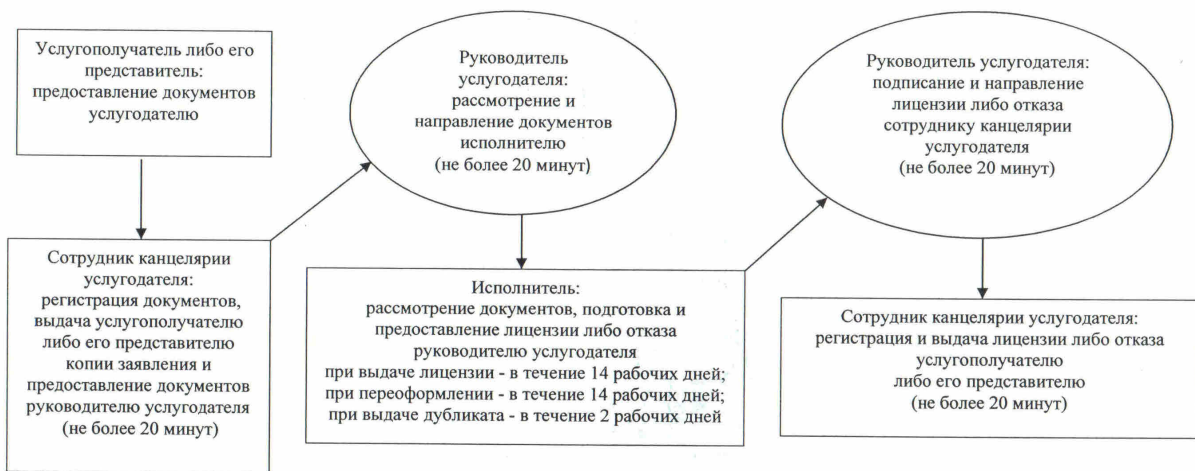 Услугополучатель либо его
представитель:
предоставление документов
услугодателю
Сотрудник канцелярии
услугодателя:
регистрация документов,
выдача услугополучателю
либо его представителю
копии заявления и
предоставление документов
руководителю услугодателя
(не более 20 минут)
Руководитель
услугодателя:
рассмотрение и
направление документов
исполнителю
(не более 20 минут)
Исполнитель:
рассмотрение документов, подготовка и
предоставление лицензии либо отказа
руководителю услугодателя
при выдаче лицензии - в течение 14 рабочих дней;
при переоформлении - в течение 14 рабочих дней;
при выдаче дубликата - в течение 2 рабочих дней
Руководитель услугодателя:
подписание и направление
лицензии либо отказа
сотруднику канцелярии
услугодателя
(не более 20 минут)
Сотрудник канцелярии услугодателя:
регистрация и выдача лицензии либо отказа
услугополучателю
либо его представителю
(не более 20 минут)